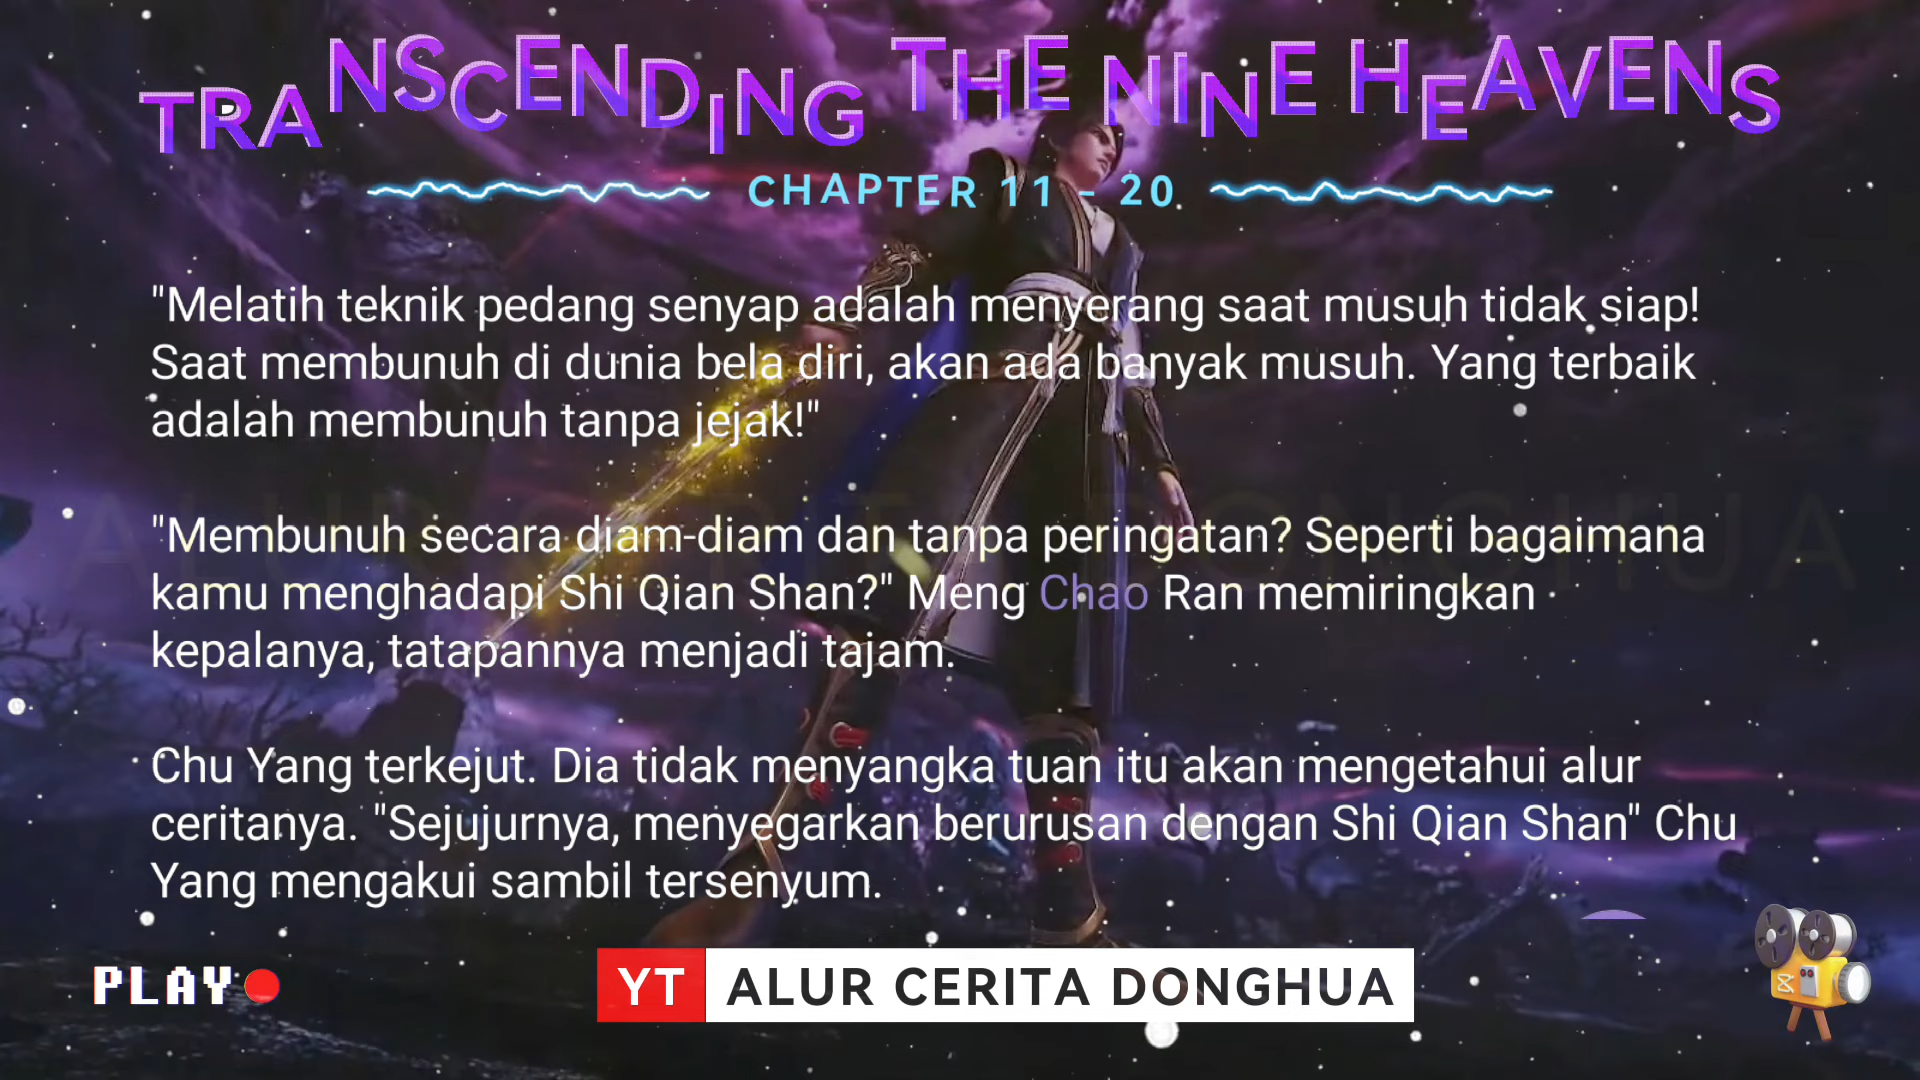 TRANSCENDING THE NINE HEAVENS
CHAPTER 11 - 20
"Melatih teknik pedang senyap adalah menyerang saat musuh tidak siap!
Saat membunuh di dunia bela diri, akan ada banyak musuh. Yang terbaik
adalah membunuh tanpa jejak!"
"Membunuh secara diam-diam dan tanpa peringatan? Seperti bagaimana
kamu menghadapi Shi Qian Shan?" Meng Chao Ran memiringkan
kepalanya, tatapannya menjadi tajam.
Chu Yang terkejut. Dia tidak menyangka tuan itu akan mengetahui alur
ceritanya. "Sejujurnya, menyegarkan berurusan dengan Shi Qian Shan" Chu
Yang mengakui sambil tersenyum.
ALUR CERITA DONGHUA
PLAY
YT ALUR CERITA DONGHUA